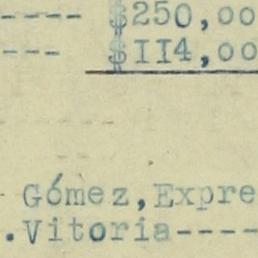 ---- $250,00
--- $II4,00
- Gómez,Expre
.Vitoria----